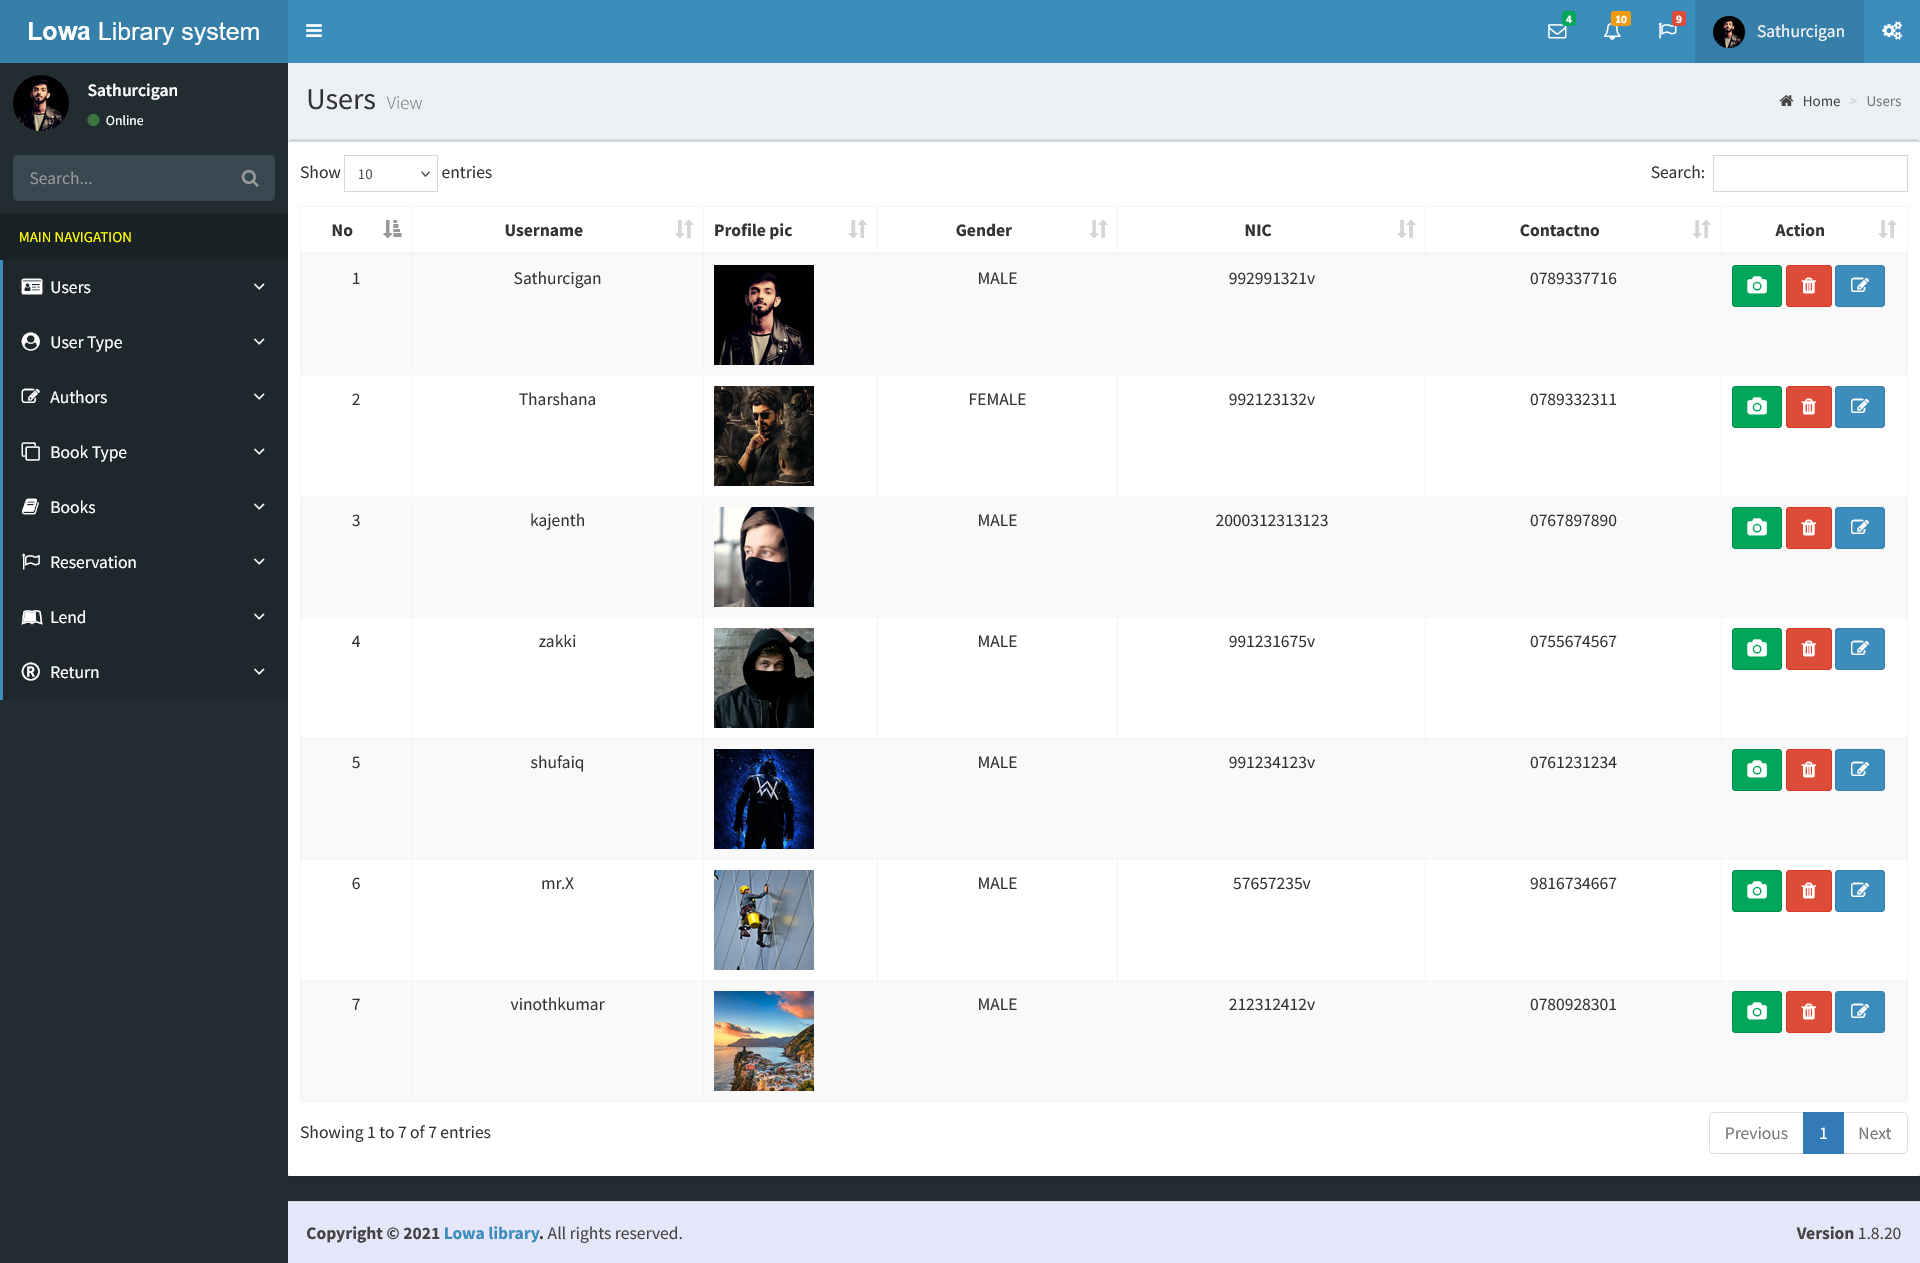 Lowa Library system
4
10
9
Sathurcigan
Sathurcigan
Online
Search...
MAIN NAVIGATION
Users
User Type
Authors
Book Type
Books
Reservation
Lend
Return
Users View
Home > Users
Show 10 entries
Search:
No Username Profile pic Gender NIC Contactno Action
1 Sathurcigan MALE 992991321v 0789337716
2 Tharshana FEMALE 992123132v 0789332311
3 kajenth MALE 2000312313123 0767897890
4 zakki MALE 991231675v 0755674567
5 shufaiq MALE 991234123v 0761231234
6 mr.X MALE 57657235v 9816734667
7 vinothkumar MALE 212312412v 0780928301
Showing 1 to 7 of 7 entries
Previous 1 Next
Copyright © 2021 Lowa library. All rights reserved.
Version 1.8.20